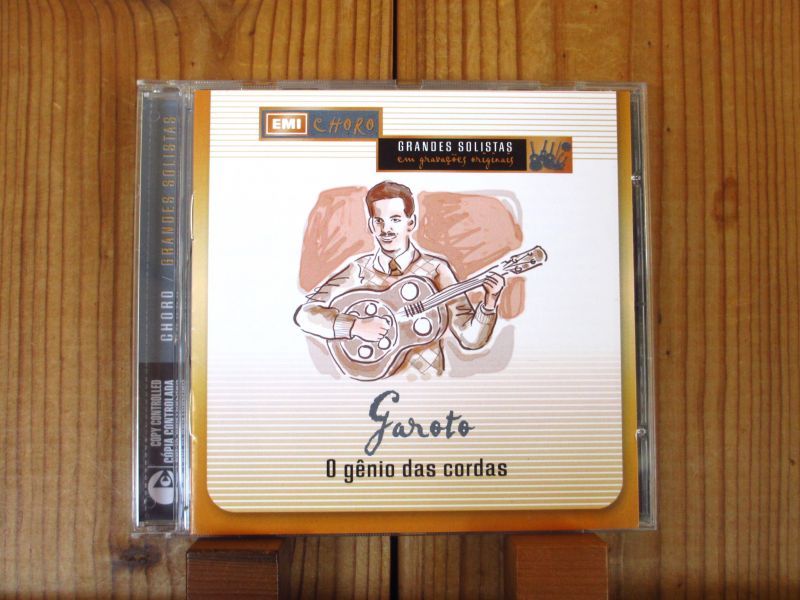 EMI CHORO
GRANDES SOLISTAS
em gravações originais
Garoto
O gênio das cordas
CHORO / GRANDES SOLISTAS
COPY CONTROLLED
CÓPIA CONTROLADA